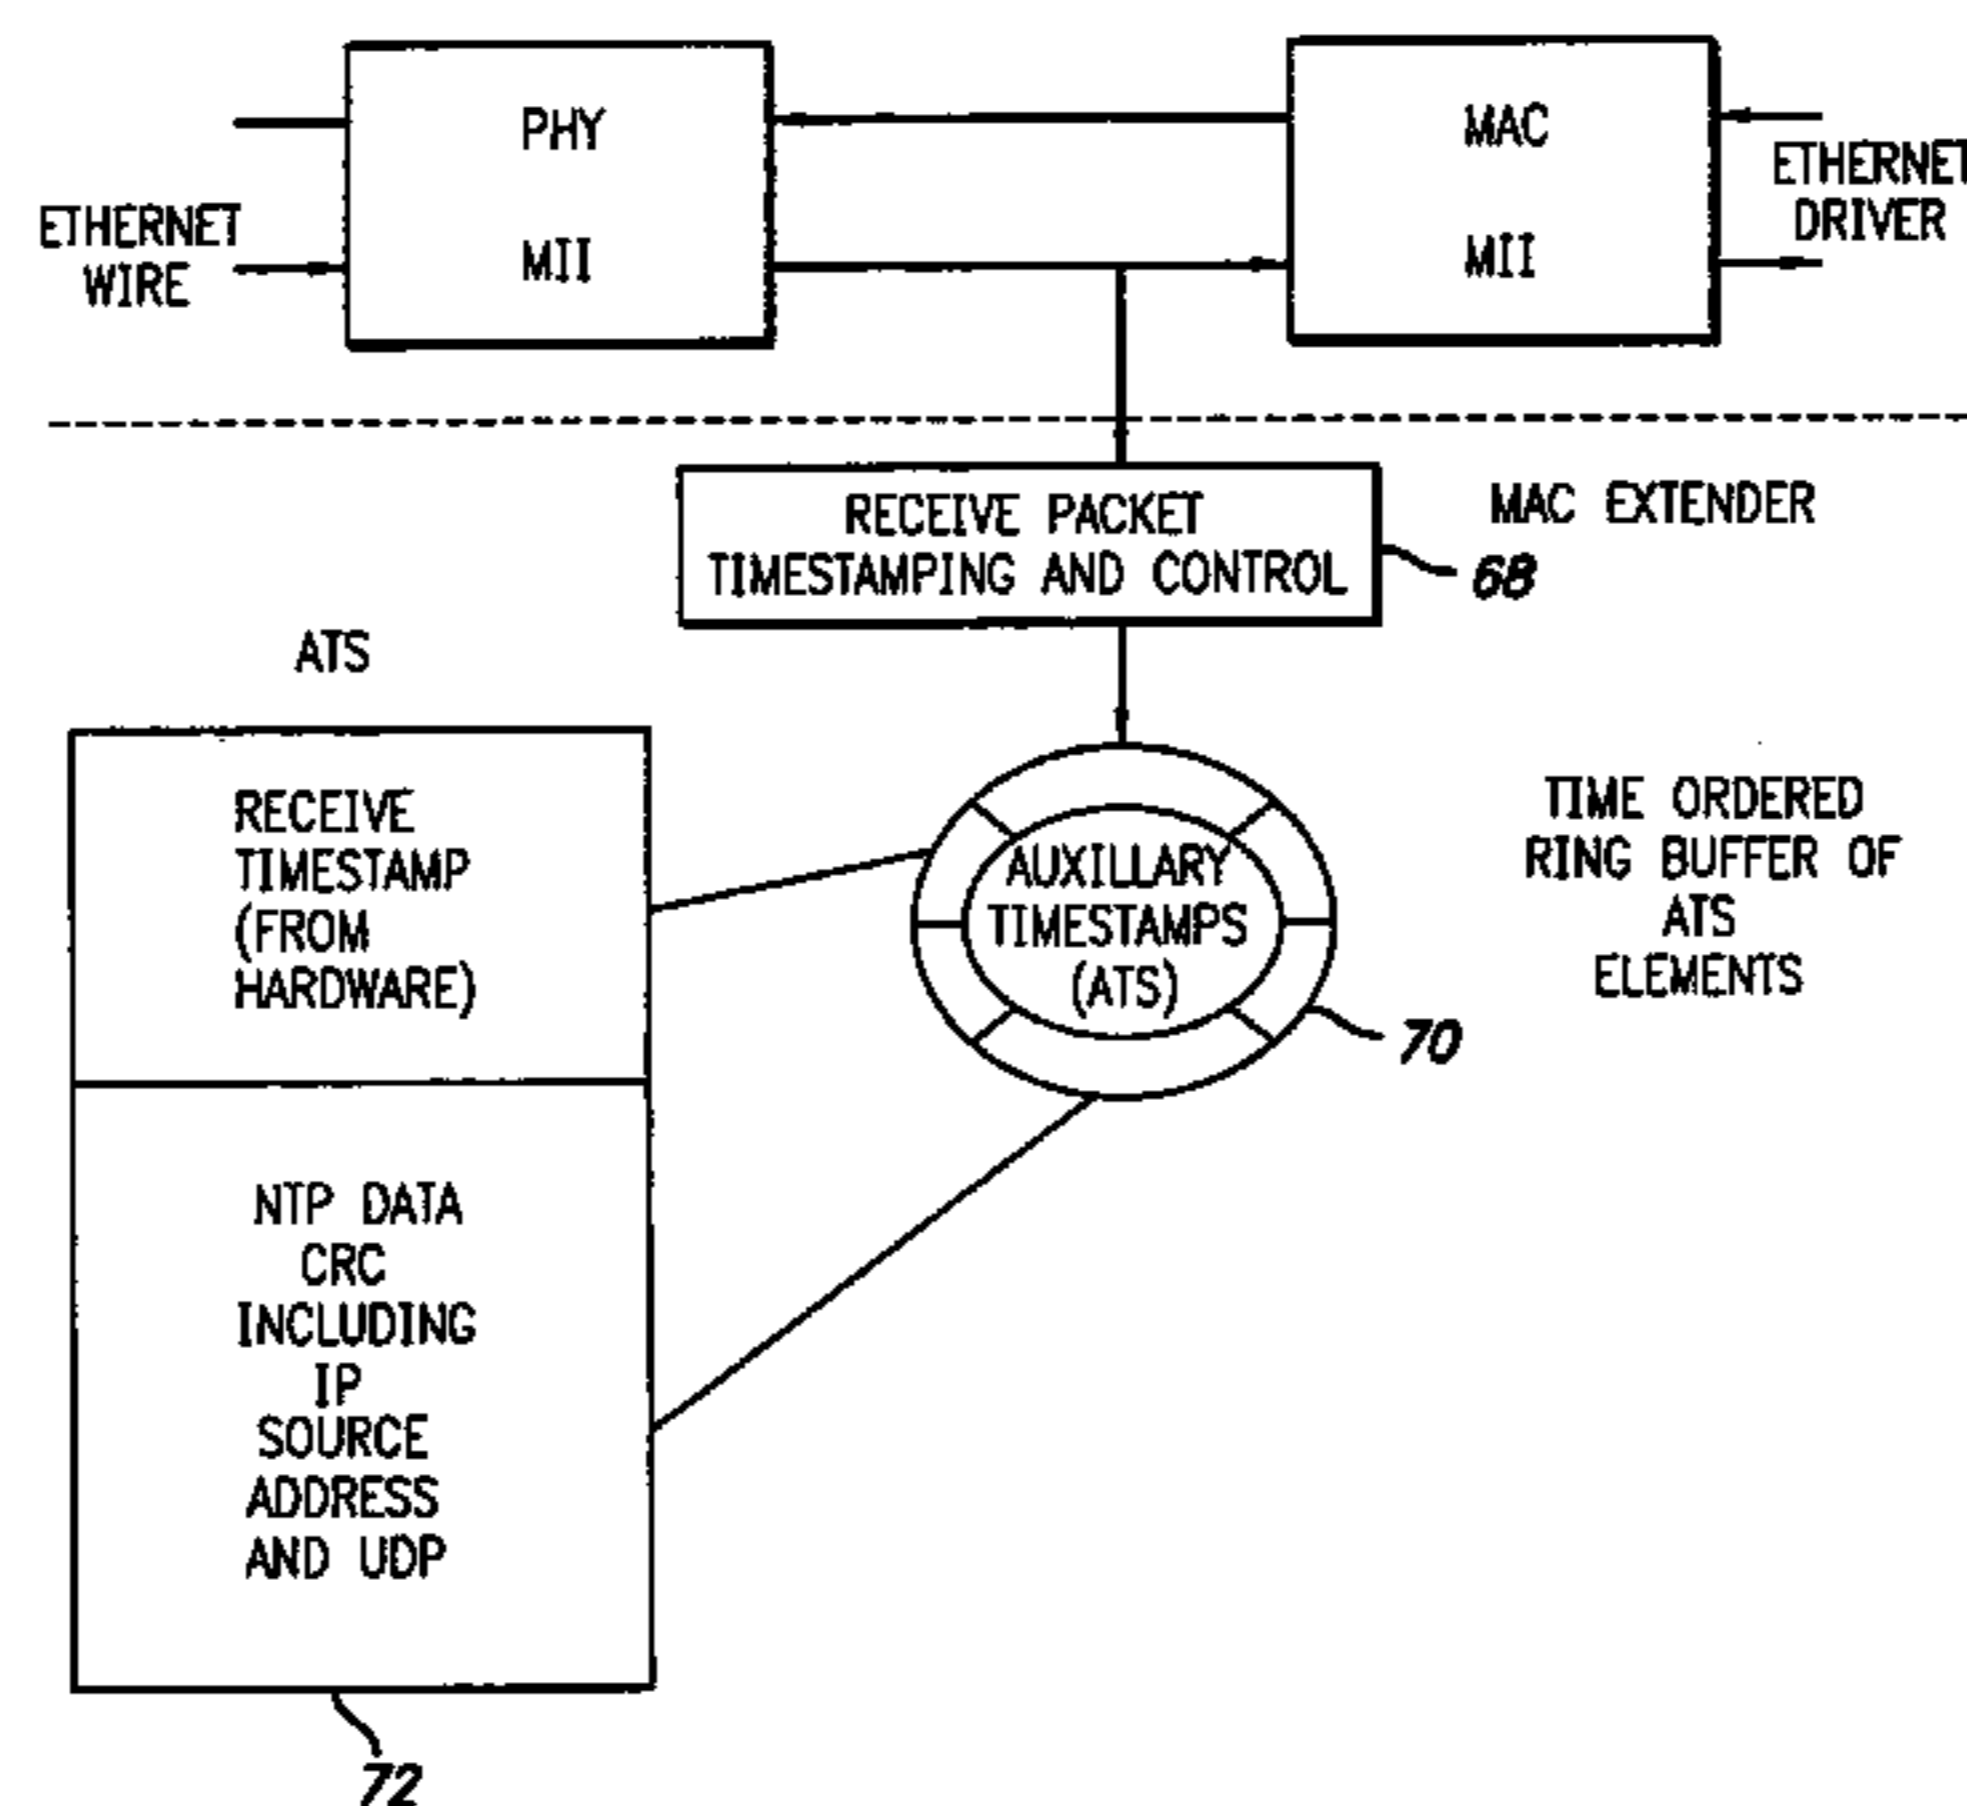 PHY
MAC
ETHERNET
WIRE
MII
MII
ETHERNET
DRIVER
RECEIVE PACKET
TIMESTAMPING AND CONTROL
68
MAC EXTENDER
ATS
RECEIVE
TIMESTAMP
(FROM
HARDWARE)
AUXILLARY
TIMESTAMPS
(ATS)
70
TIME ORDERED
RING BUFFER OF
ATS
ELEMENTS
NTP DATA
CRC
INCLUDING
IP
SOURCE
ADDRESS
AND UDP
72